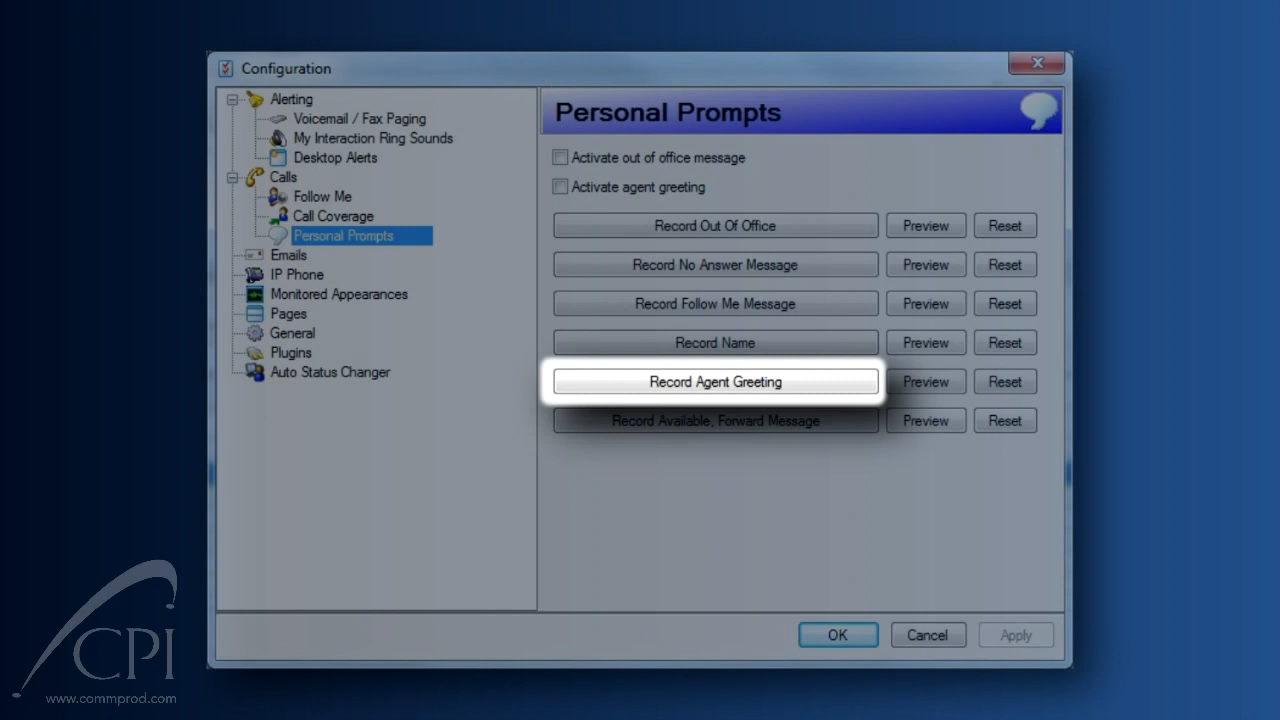 Configuration
X
Alerting
Voicemail / Fax Paging
My Interaction Ring Sounds
Desktop Alerts
Calls
Follow Me
Call Coverage
Personal Prompts
Emails
IP Phone
Monitored Appearances
Pages
General
Plugins
Auto Status Changer
Personal Prompts
Activate out of office message
Activate agent greeting
Record Out Of Office Preview Reset
Record No Answer Message Preview Reset
Record Follow Me Message Preview Reset
Record Name Preview Reset
Record Agent Greeting Preview Reset
Record Available, Forward Message Preview Reset
OK Cancel Apply
CPI
www.commprod.com